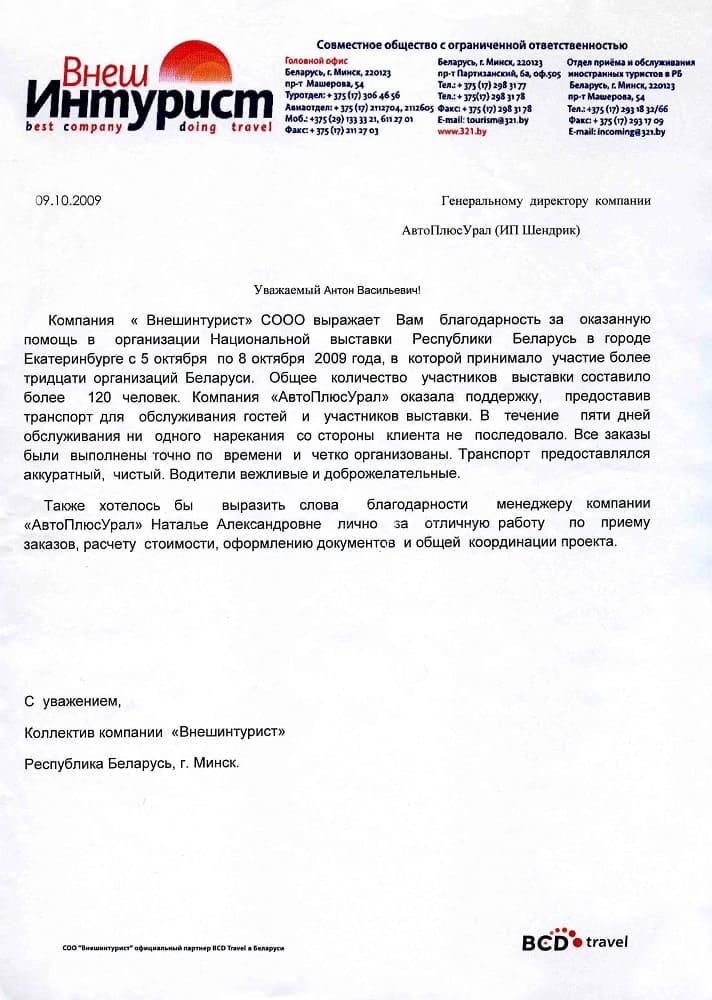 Внеш
Интурист
best company doing travel
Совместное общество с ограниченной ответственностью
Головной офис
Беларусь, г. Минск, 220123
пр-т Машерова, 54
Туротдел: + 375 (17) 306 46 56
Авиаотдел: +375 (17) 2112704, 2112605
Моб.: +375 (29) 133 33 21, 611 27 01
Факс: + 375 (17) 211 27 03
Беларусь, г. Минск, 220123
пр-т Партизанский, 6а, оф.505
Тел.: + 375 (17) 298 31 77
Тел.: + 375(17) 298 31 78
Факс: + 375 (17) 298 31 78
E-mail: tourism@321.by
www.321.by
Отдел приёма и обслуживания
иностранных туристов в РБ
Беларусь, г. Минск, 220123
пр-т Машерова, 54
Тел.: +375 (17) 293 18 32/66
Факс: + 375 (17) 293 17 09
E-mail: incoming@321.by
09.10.2009
Генеральному директору компании
АвтоПлюсУрал (ИП Шендрик)
Уважаемый Антон Васильевич!
Компания « Внешинтурист» СООО выражает Вам благодарность за оказанную
помощь в организации Национальной выставки Республики Беларусь в городе
Екатеринбурге с 5 октября по 8 октября 2009 года, в которой принимало участие более
тридцати организаций Беларуси. Общее количество участников выставки составило
более 120 человек. Компания «АвтоПлюсУрал» оказала поддержку, предоставив
транспорт для обслуживания гостей и участников выставки. В течение пяти дней
обслуживания ни одного нарекания со стороны клиента не последовало. Все заказы
были выполнены точно по времени и четко организованы. Транспорт предоставлялся
аккуратный, чистый. Водители вежливые и доброжелательные.
Также хотелось бы выразить слова благодарности менеджеру компании
«АвтоПлюсУрал» Наталье Александровне лично за отличную работу по приему
заказов, расчету стоимости, оформлению документов и общей координации проекта.
С уважением,
Коллектив компании «Внешинтурист»
Республика Беларусь, г. Минск.
СОО "Внешинтурист" официальный партнер BCD Travel в Беларуси
BCD travel